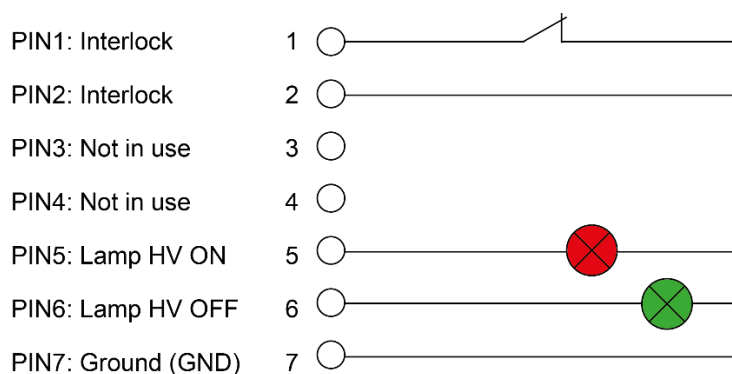 PIN1: Interlock 1
PIN2: Interlock 2
PIN3: Not in use 3
PIN4: Not in use 4
PIN5: Lamp HV ON 5
PIN6: Lamp HV OFF 6
PIN7: Ground (GND) 7